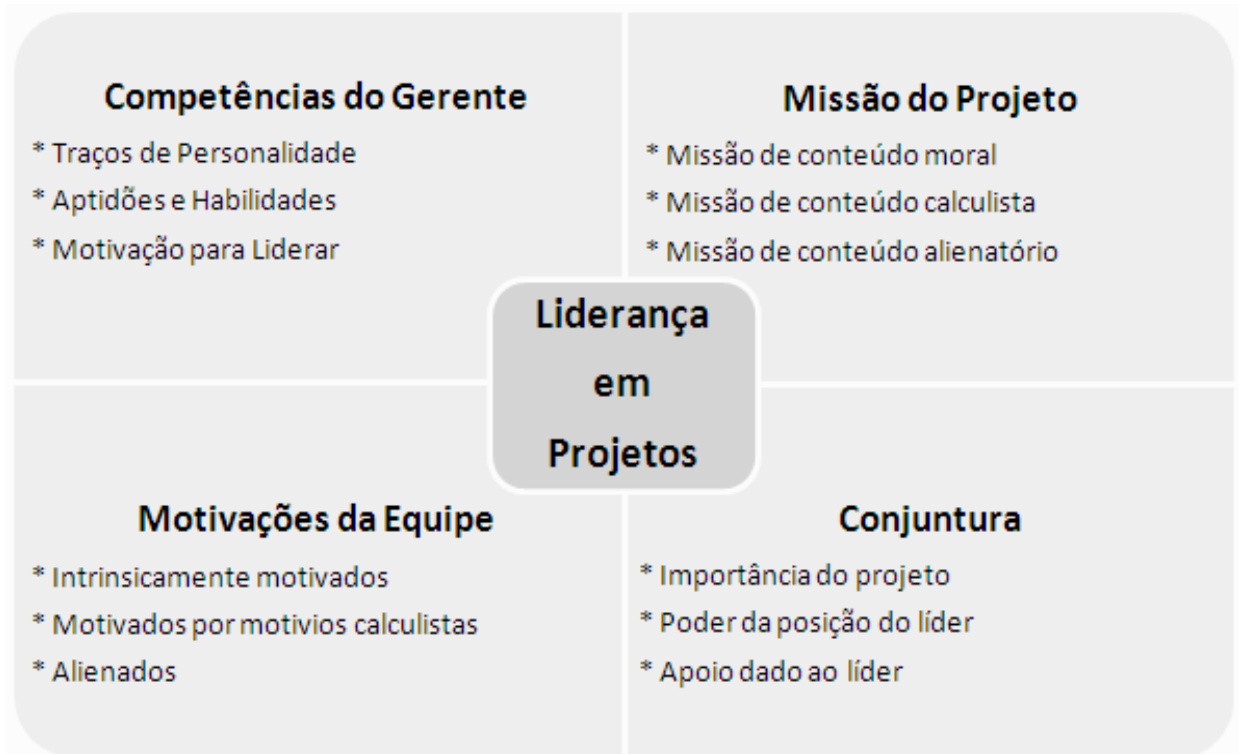 Competências do Gerente
* Traços de Personalidade
* Aptidões e Habilidades
* Motivação para Liderar
Missão do Projeto
* Missão de conteúdo moral
* Missão de conteúdo calculista
* Missão de conteúdo alienatório
Liderança
em
Projetos
Motivações da Equipe
* Intrinsicamente motivados
* Motivados por motivios calculistas
* Alienados
Conjuntura
* Importância do projeto
* Poder da posição do líder
* Apoio dado ao líder